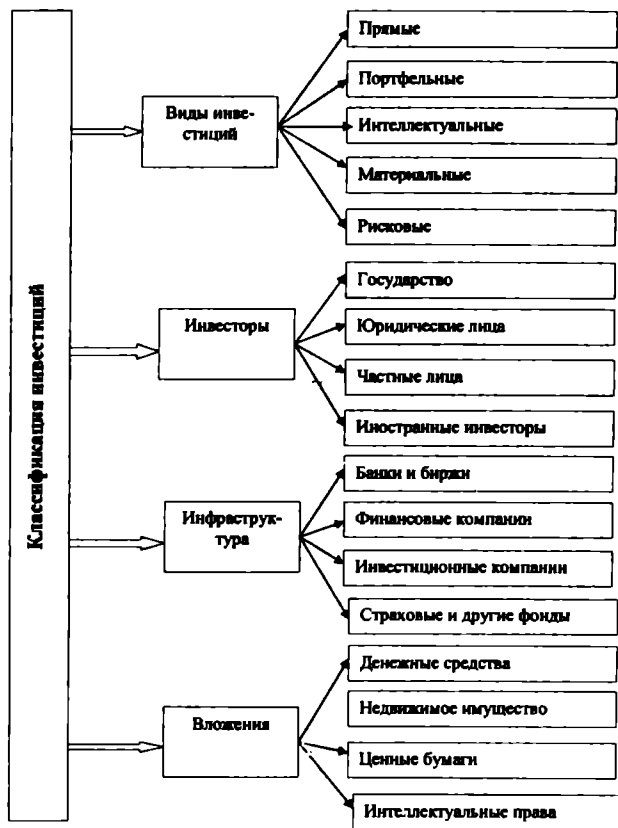 Классификация инвестиций
Виды инве-
стиций
Прямые
Портфельные
Интеллектуальные
Материальные
Рисковые
Инвесторы
Государство
Юридические лица
Частные лица
Иностранные инвесторы
Инфраструк-
тура
Банки и биржи
Финансовые компании
Инвестиционные компании
Страховые и другие фонды
Вложения
Денежные средства
Недвижимое имущество
Ценные бумаги
Интеллектуальные права